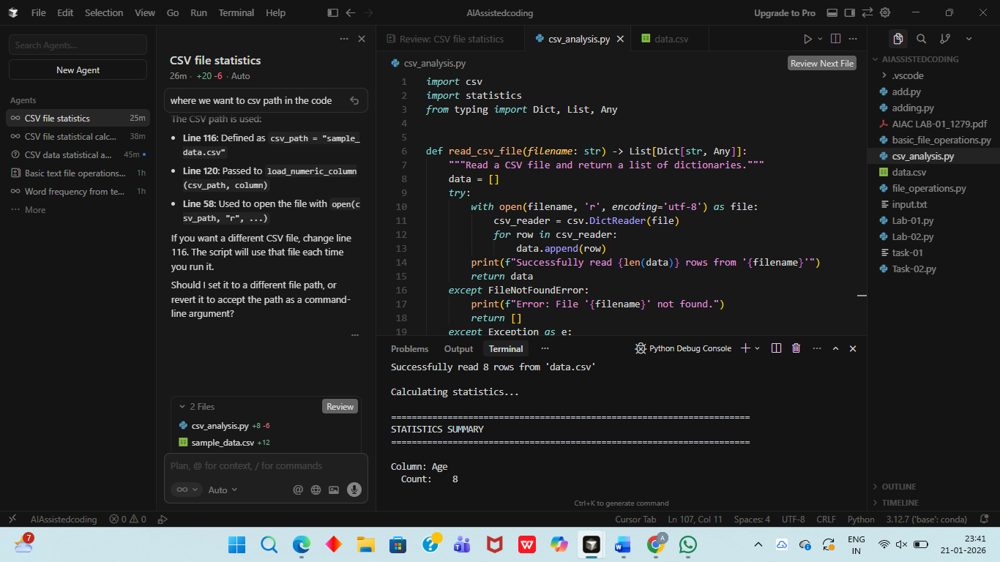 File Edit Selection View Go Run Terminal Help
AIAssistedcoding
Upgrade to Pro
Search Agents...
New Agent
Agents
CSV file statistics 25m
CSV file statistical calc... 38m
CSV data statistical a... 45m
Basic text file operations... 1h
Word frequency from te... 1h
More
CSV file statistics
26m · +20 -6 · Auto
where we want to csv path in the code
The CSV path is used:
Line 116: Defined as csv_path = "sample_
data.csv"
Line 120: Passed to load_numeric_column
(csv_path, column)
Line 58: Used to open the file with open(c
sv_path, "r", ...)
If you want a different CSV file, change line
116. The script will use that file each time
you run it.
Should I set it to a different file path, or
revert it to accept the path as a command-
line argument?
2 Files Review
csv_analysis.py +8 -6
sample_data.csv +12
Plan, @ for context, / for commands
Auto
Review: CSV file statistics
csv_analysis.py
data.csv
csv_analysis.py
Review Next File
1 import csv
2 import statistics
3 from typing import Dict, List, Any
4
5
6 def read_csv_file(filename: str) -> List[Dict[str, Any]]:
7 """Read a CSV file and return a list of dictionaries."""
8 data = []
9 try:
10 with open(filename, 'r', encoding='utf-8') as file:
11 csv_reader = csv.DictReader(file)
12 for row in csv_reader:
13 data.append(row)
14 print(f"Successfully read {len(data)} rows from '{filename}'")
15 return data
16 except FileNotFoundError:
17 print(f"Error: File '{filename}' not found.")
18 return []
19 except Exception as e:
Problems Output Terminal ...
Python Debug Console
Successfully read 8 rows from 'data.csv'
Calculating statistics...
======================================================================
STATISTICS SUMMARY
======================================================================
Column: Age
Count: 8
Ctrl+K to generate command
AIASSISTEDCODING
.vscode
add.py
adding.py
AIAC LAB-01_1279.pdf
basic_file_operations.py
csv_analysis.py
data.csv
file_operations.py
input.txt
Lab-01.py
Lab-02.py
task-01
Task-02.py
OUTLINE
TIMELINE
AIAssistedcoding 0 0
Cursor Tab Ln 107, Col 11 Spaces: 4 UTF-8 CRLF Python 3.12.7 ('base': conda)
7
A
ENG
IN
23:41
21-01-2026